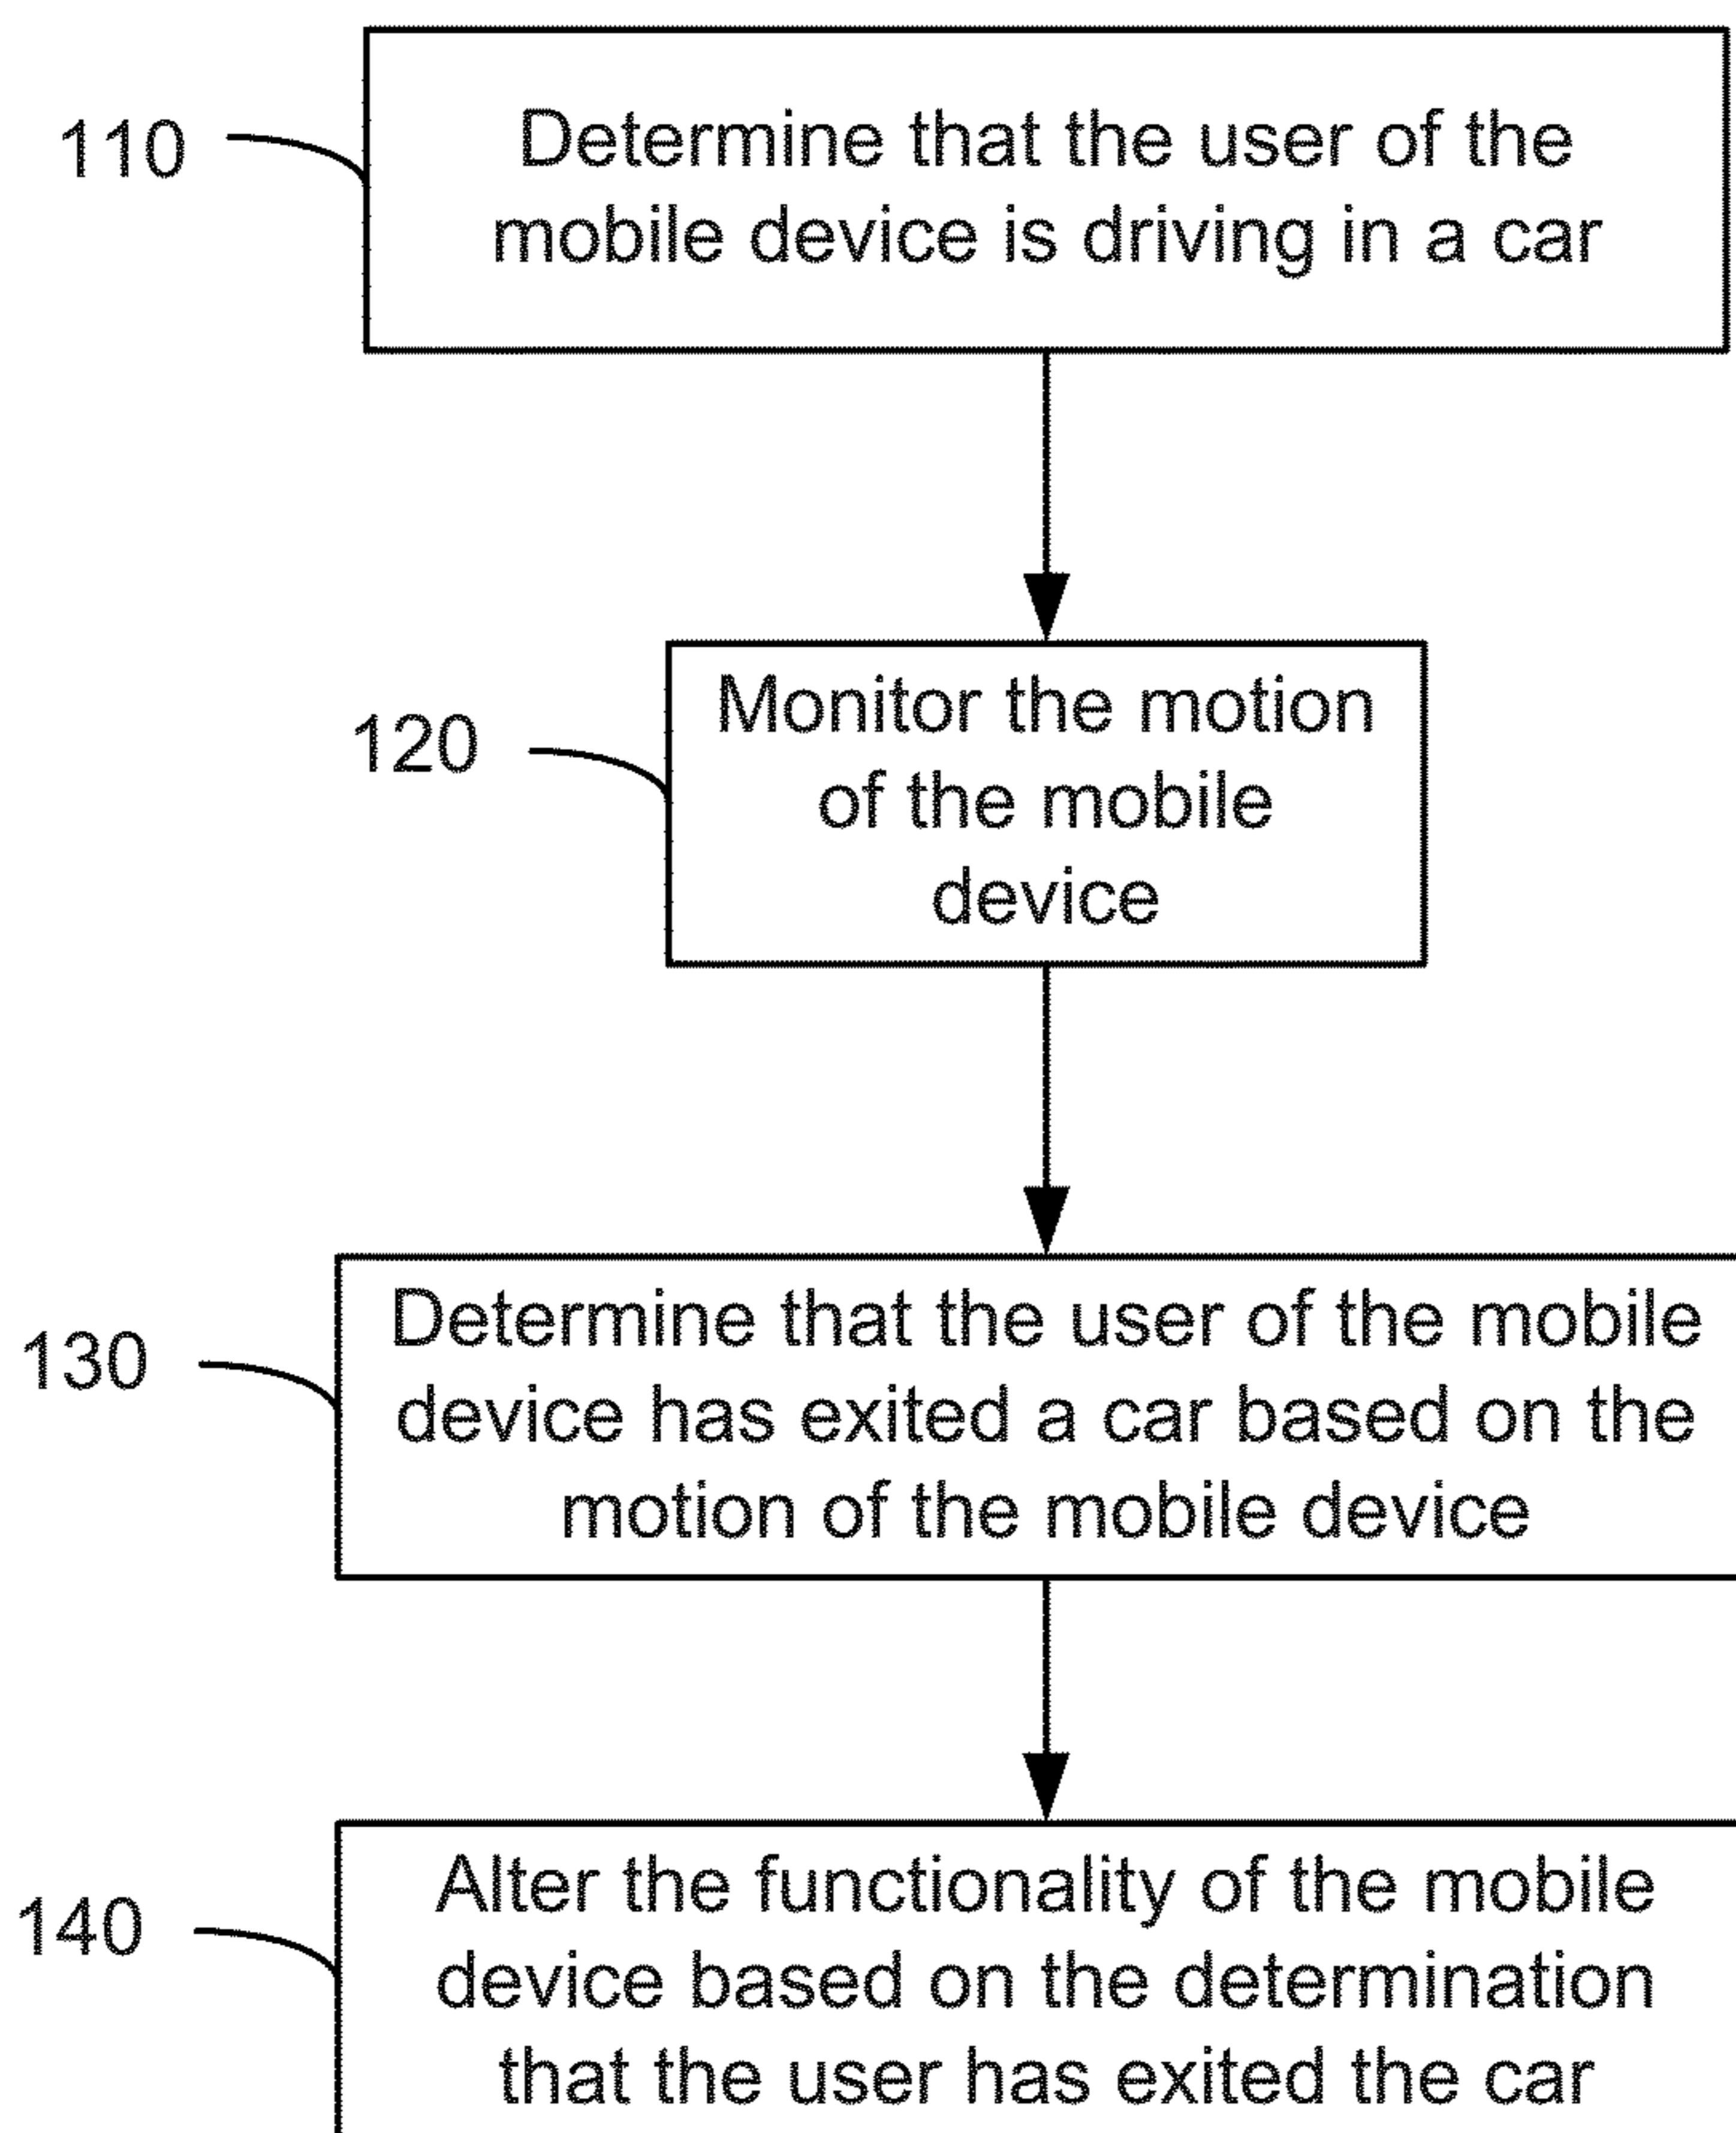 110
Determine that the user of the
mobile device is driving in a car
120
Monitor the motion
of the mobile
device
130
Determine that the user of the mobile
device has exited a car based on the
motion of the mobile device
140
Alter the functionality of the mobile
device based on the determination
that the user has exited the car